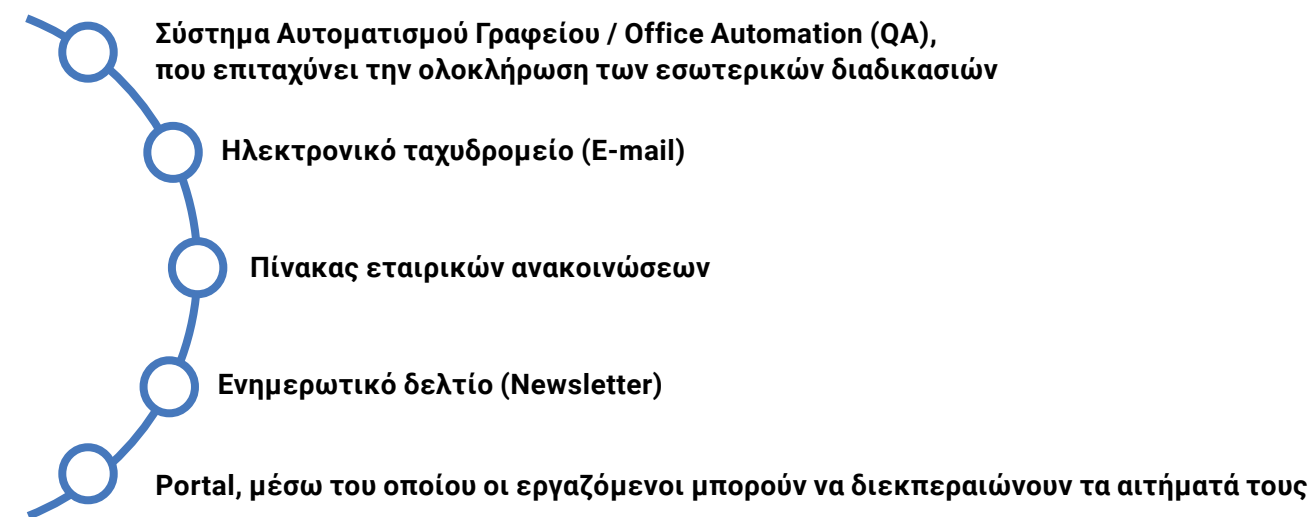 Σύστημα Αυτοματισμού Γραφείου / Office Automation (QA),
που επιταχύνει την ολοκλήρωση των εσωτερικών διαδικασιών
Ηλεκτρονικό ταχυδρομείο (E-mail)
Πίνακας εταιρικών ανακοινώσεων
Ενημερωτικό δελτίο (Newsletter)
Portal, μέσω του οποίου οι εργαζόμενοι μπορούν να διεκπεραιώνουν τα αιτήματά τους